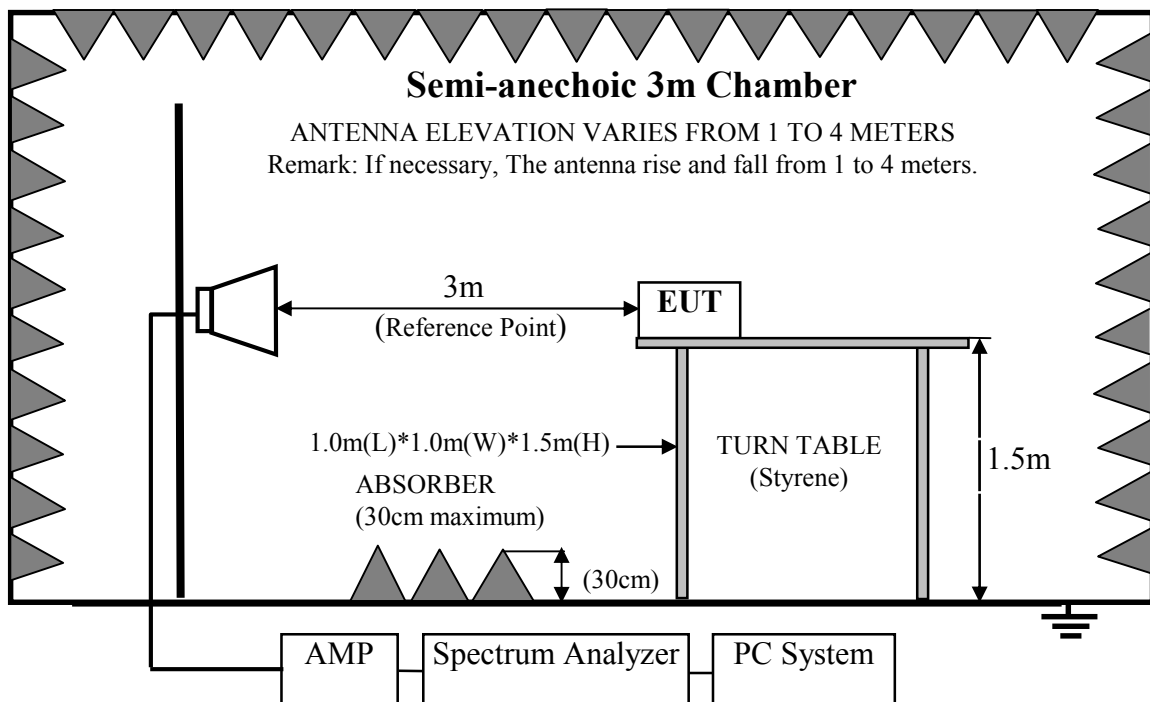 Semi-anechoic 3m Chamber
ANTENNA ELEVATION VARIES FROM 1 TO 4 METERS
Remark: If necessary, The antenna rise and fall from 1 to 4 meters.
3m
(Reference Point)
EUT
1.0m(L)*1.0m(W)*1.5m(H)
TURN TABLE
(Styrene)
1.5m
ABSORBER
(30cm maximum)
(30cm)
AMP
Spectrum Analyzer
PC System